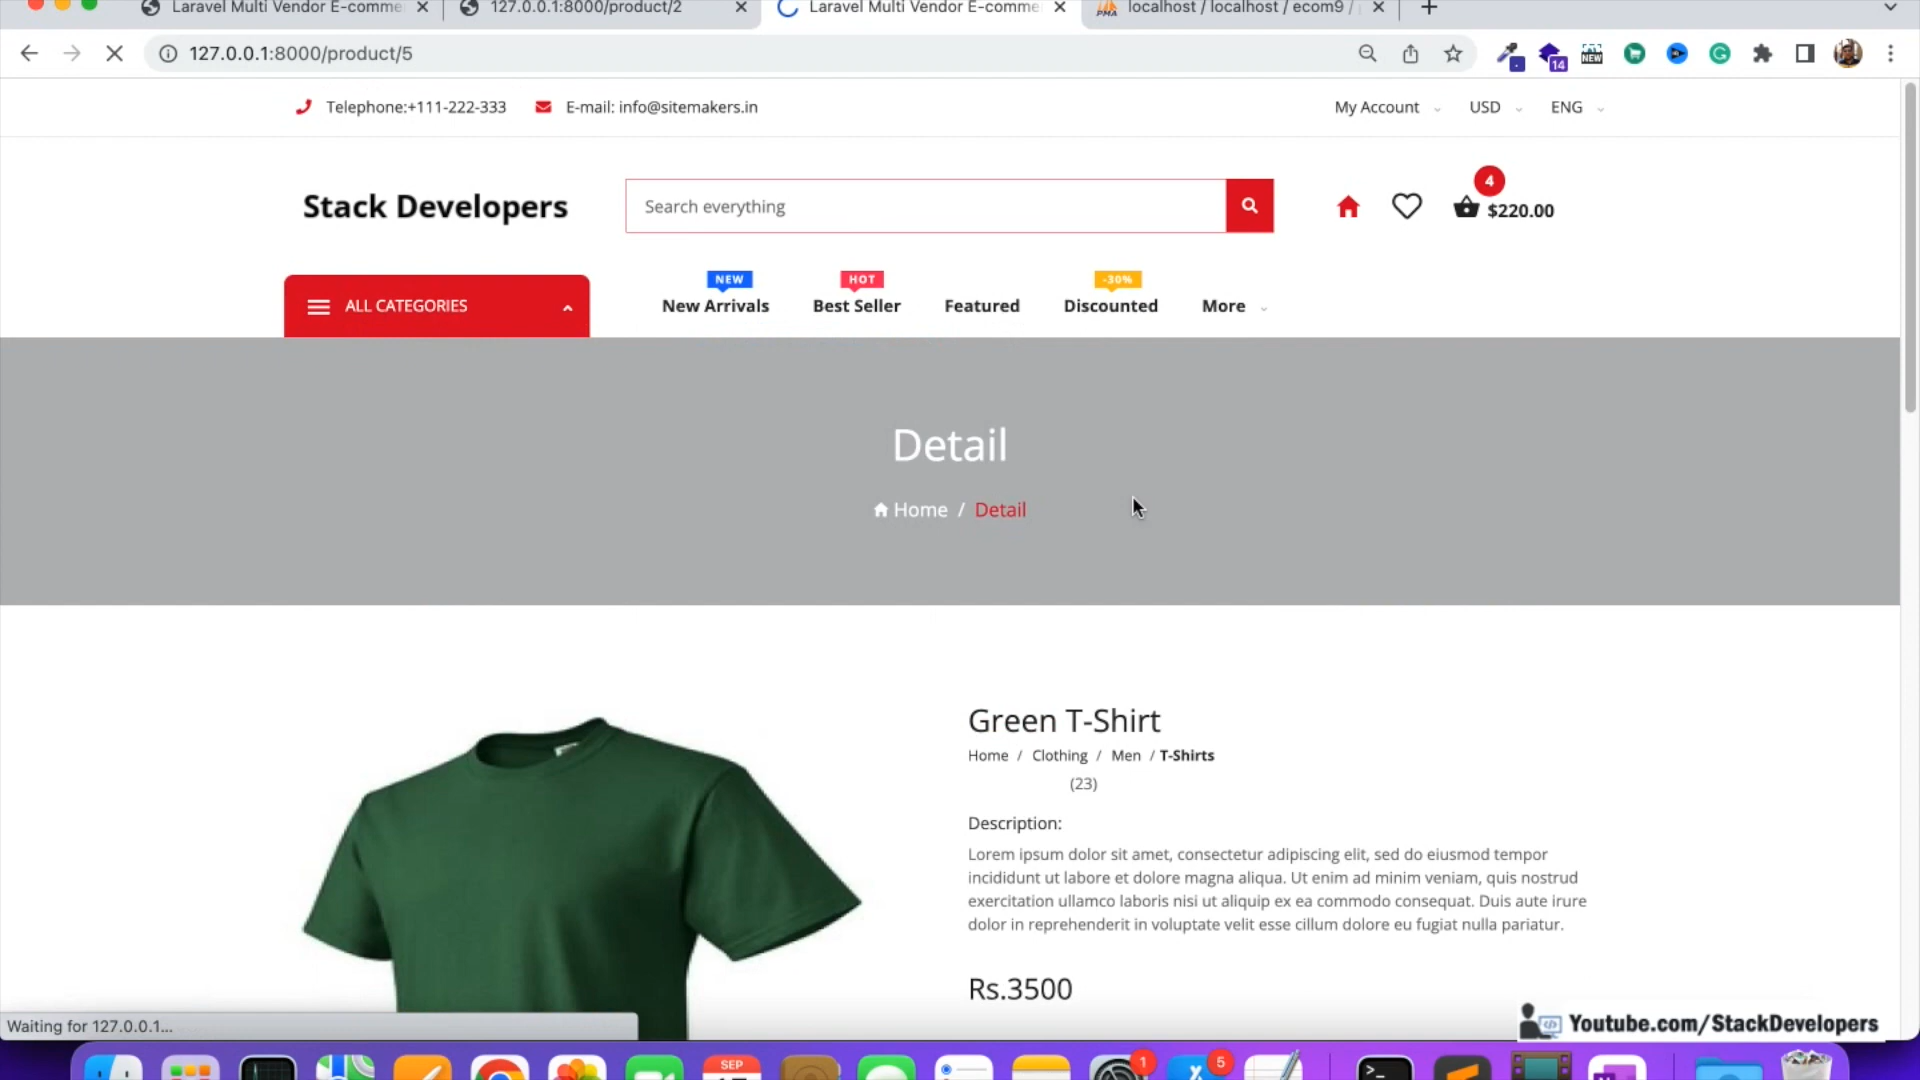 Laravel Multi Vendor E-comme
127.0.0.1:8000/product/2
Laravel Multi Vendor E-comme
localhost / localhost / ecom9 /
127.0.0.1:8000/product/5
14
NEW
Telephone:+111-222-333
E-mail: info@sitemakers.in
My Account
USD
ENG
Stack Developers
Search everything
4
$220.00
ALL CATEGORIES
NEW
New Arrivals
HOT
Best Seller
Featured
-30%
Discounted
More
Detail
Home / Detail
Green T-Shirt
Home / Clothing / Men / T-Shirts
(23)
Description:
Lorem ipsum dolor sit amet, consectetur adipiscing elit, sed do eiusmod tempor
incididunt ut labore et dolore magna aliqua. Ut enim ad minim veniam, quis nostrud
exercitation ullamco laboris nisi ut aliquip ex ea commodo consequat. Duis aute irure
dolor in reprehenderit in voluptate velit esse cillum dolore eu fugiat nulla pariatur.
Rs.3500
Waiting for 127.0.0.1...
Youtube.com/StackDevelopers
SEP
1
5